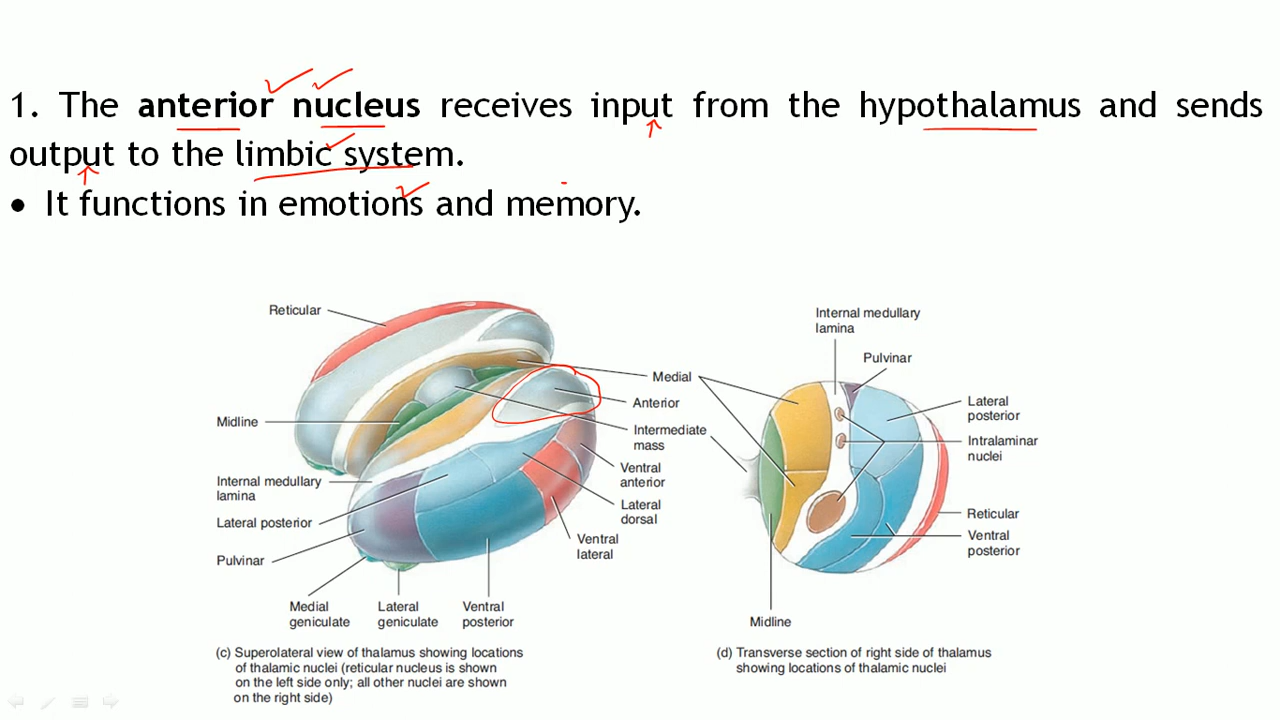 1. The anterior nucleus receives input from the hypothalamus and sends
output to the limbic system.
• It functions in emotions and memory.
Reticular
Midline
Internal medullary
lamina
Lateral posterior
Pulvinar
Medial
geniculate
Lateral
geniculate
Ventral
posterior
Medial
Anterior
Intermediate
mass
Ventral
anterior
Lateral
dorsal
Ventral
lateral
(c) Superolateral view of thalamus showing locations
of thalamic nuclei (reticular nucleus is shown
on the left side only; all other nuclei are shown
on the right side)
Internal medullary
lamina
Pulvinar
Lateral
posterior
Intralaminar
nuclei
Reticular
Ventral
posterior
Midline
(d) Transverse section of right side of thalamus
showing locations of thalamic nuclei